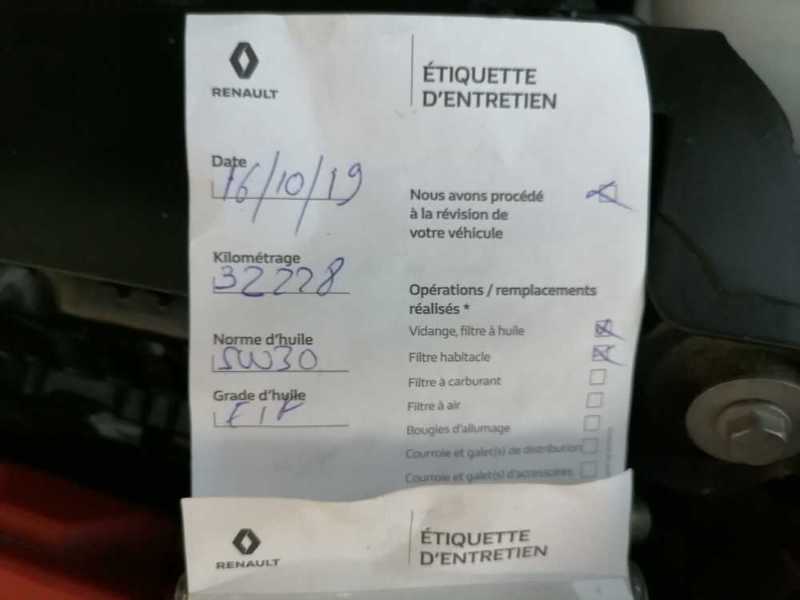 RENAULT
ÉTIQUETTE
D'ENTRETIEN
Date
16/10/19
Kilométrage
32228
Norme d'huile
5W30
Grade d'huile
Nous avons procédé
à la révision de
votre véhicule
Opérations / remplacements
réalisés *
Vidange, filtre à huile
Filtre habitacle
Filtre à carburant
Filtre à air
Bougies d'allumage
Courroie et galet(s) de distribution
Courroie et galet(s) d'accessoires
RENAULT
ÉTIQUETTE
D'ENTRETIEN